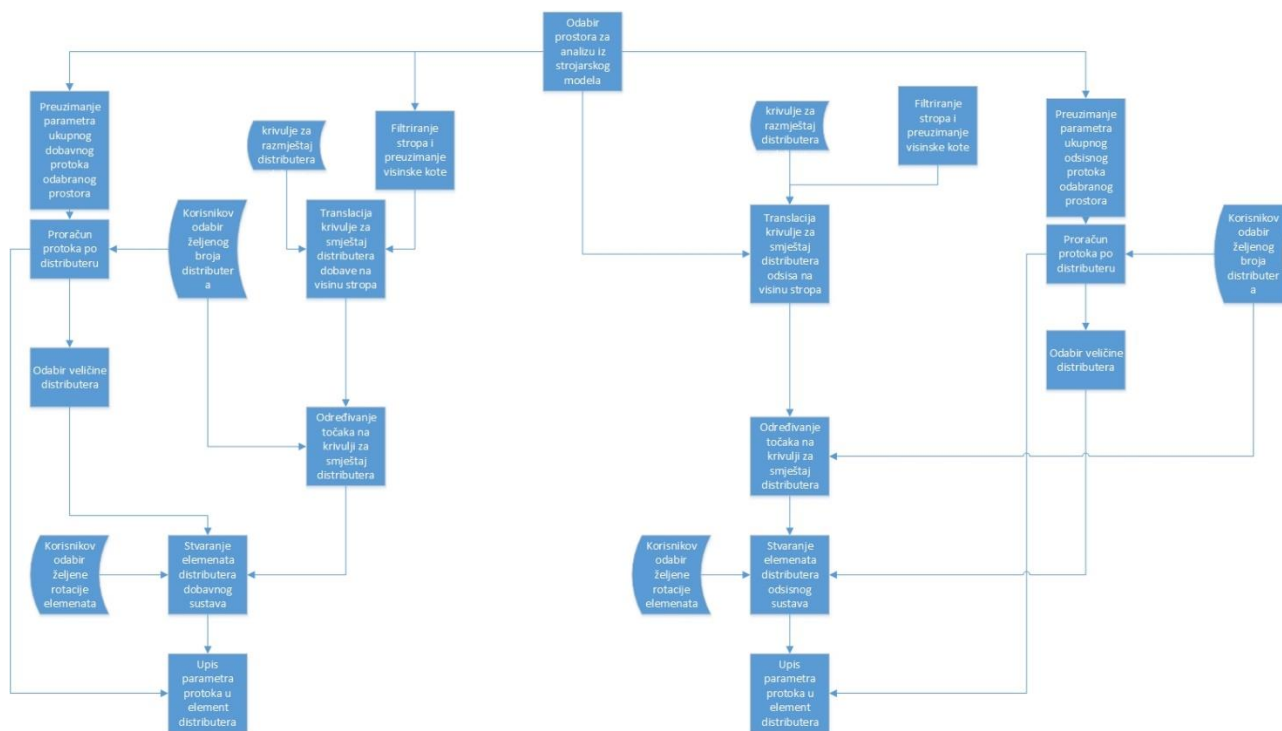 Odabir
prostora za
analizu iz
strojarskog
modela
Preuzimanje
parametra
ukupnog
dobavnog
protoka
odabranog
prostora
krivulje za
razmještaj
distributera
Filtriranje
stropa i
preuzimanje
visinske kote
krivulje za
razmještaj
distributera
Filtriranje
stropa i
preuzimanje
visinske kote
Preuzimanje
parametra
ukupnog
odsisnog
protoka
odabranog
prostora
Proračun
protoka po
distributeru
Korisnikov
odabir
željenog
broja
distributer
a
Translacija
krivulje za
smještaj
distributera
dobave na
visinu stropa
Translacija
krivulje za
smještaj
distributera
odsisa na
visinu stropa
Proračun
protoka po
distributeru
Korisnikov
odabir
željenog
broja
distributer
a
Odabir veličine
distributera
Odabir veličine
distributera
Određivanje
točaka na
krivulji za
smještaj
distributera
Određivanje
točaka na
krivulji za
smještaj
distributera
Korisnikov
odabir
željene
rotacije
elemenata
Stvaranje
elemenata
distributera
dobavnog
sustava
Korisnikov
odabir
željene
rotacije
elemenata
Stvaranje
elemenata
distributera
odsisnog
sustava
Upis
parametra
protoka u
element
distributera
Upis
parametra
protoka u
element
distributera